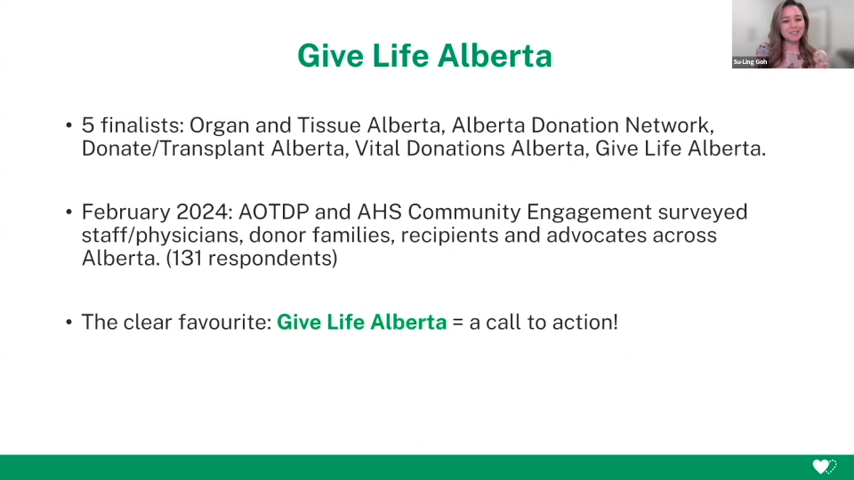 Give Life Alberta
Su-Ling Goh
• 5 finalists: Organ and Tissue Alberta, Alberta Donation Network,
Donate/Transplant Alberta, Vital Donations Alberta, Give Life Alberta.
• February 2024: AOTDP and AHS Community Engagement surveyed
staff/physicians, donor families, recipients and advocates across
Alberta. (131 respondents)
• The clear favourite: Give Life Alberta = a call to action!